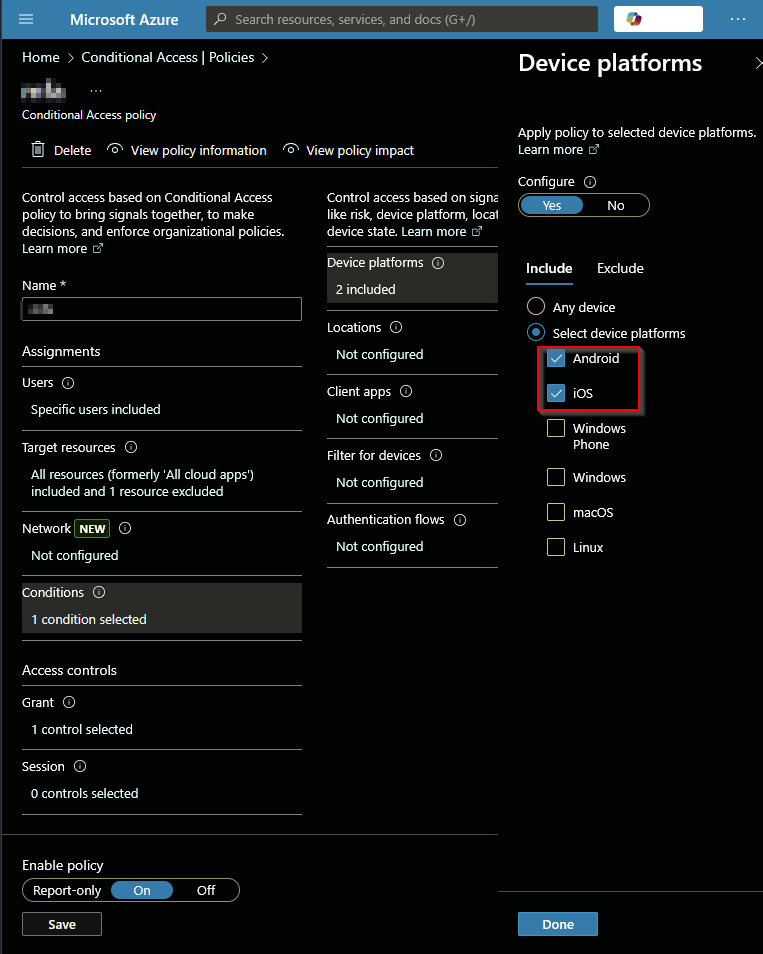 Microsoft Azure
Search resources, services, and docs (G+/)
Home > Conditional Access | Policies >
...
Conditional Access policy
Delete
View policy information
View policy impact
Control access based on Conditional Access
policy to bring signals together, to make
decisions, and enforce organizational policies.
Learn more
Name *
Assignments
Users
Specific users included
Target resources
All resources (formerly 'All cloud apps')
included and 1 resource excluded
Network NEW
Not configured
Conditions
1 condition selected
Access controls
Grant
1 control selected
Session
0 controls selected
Enable policy
Report-only On Off
Save
Control access based on signa
like risk, device platform, locat
device state. Learn more
Device platforms
2 included
Locations
Not configured
Client apps
Not configured
Filter for devices
Not configured
Authentication flows
Not configured
Device platforms
Apply policy to selected device platforms.
Learn more
Configure
Yes No
Include Exclude
Any device
Select device platforms
Android
iOS
Windows
Phone
Windows
macOS
Linux
Done